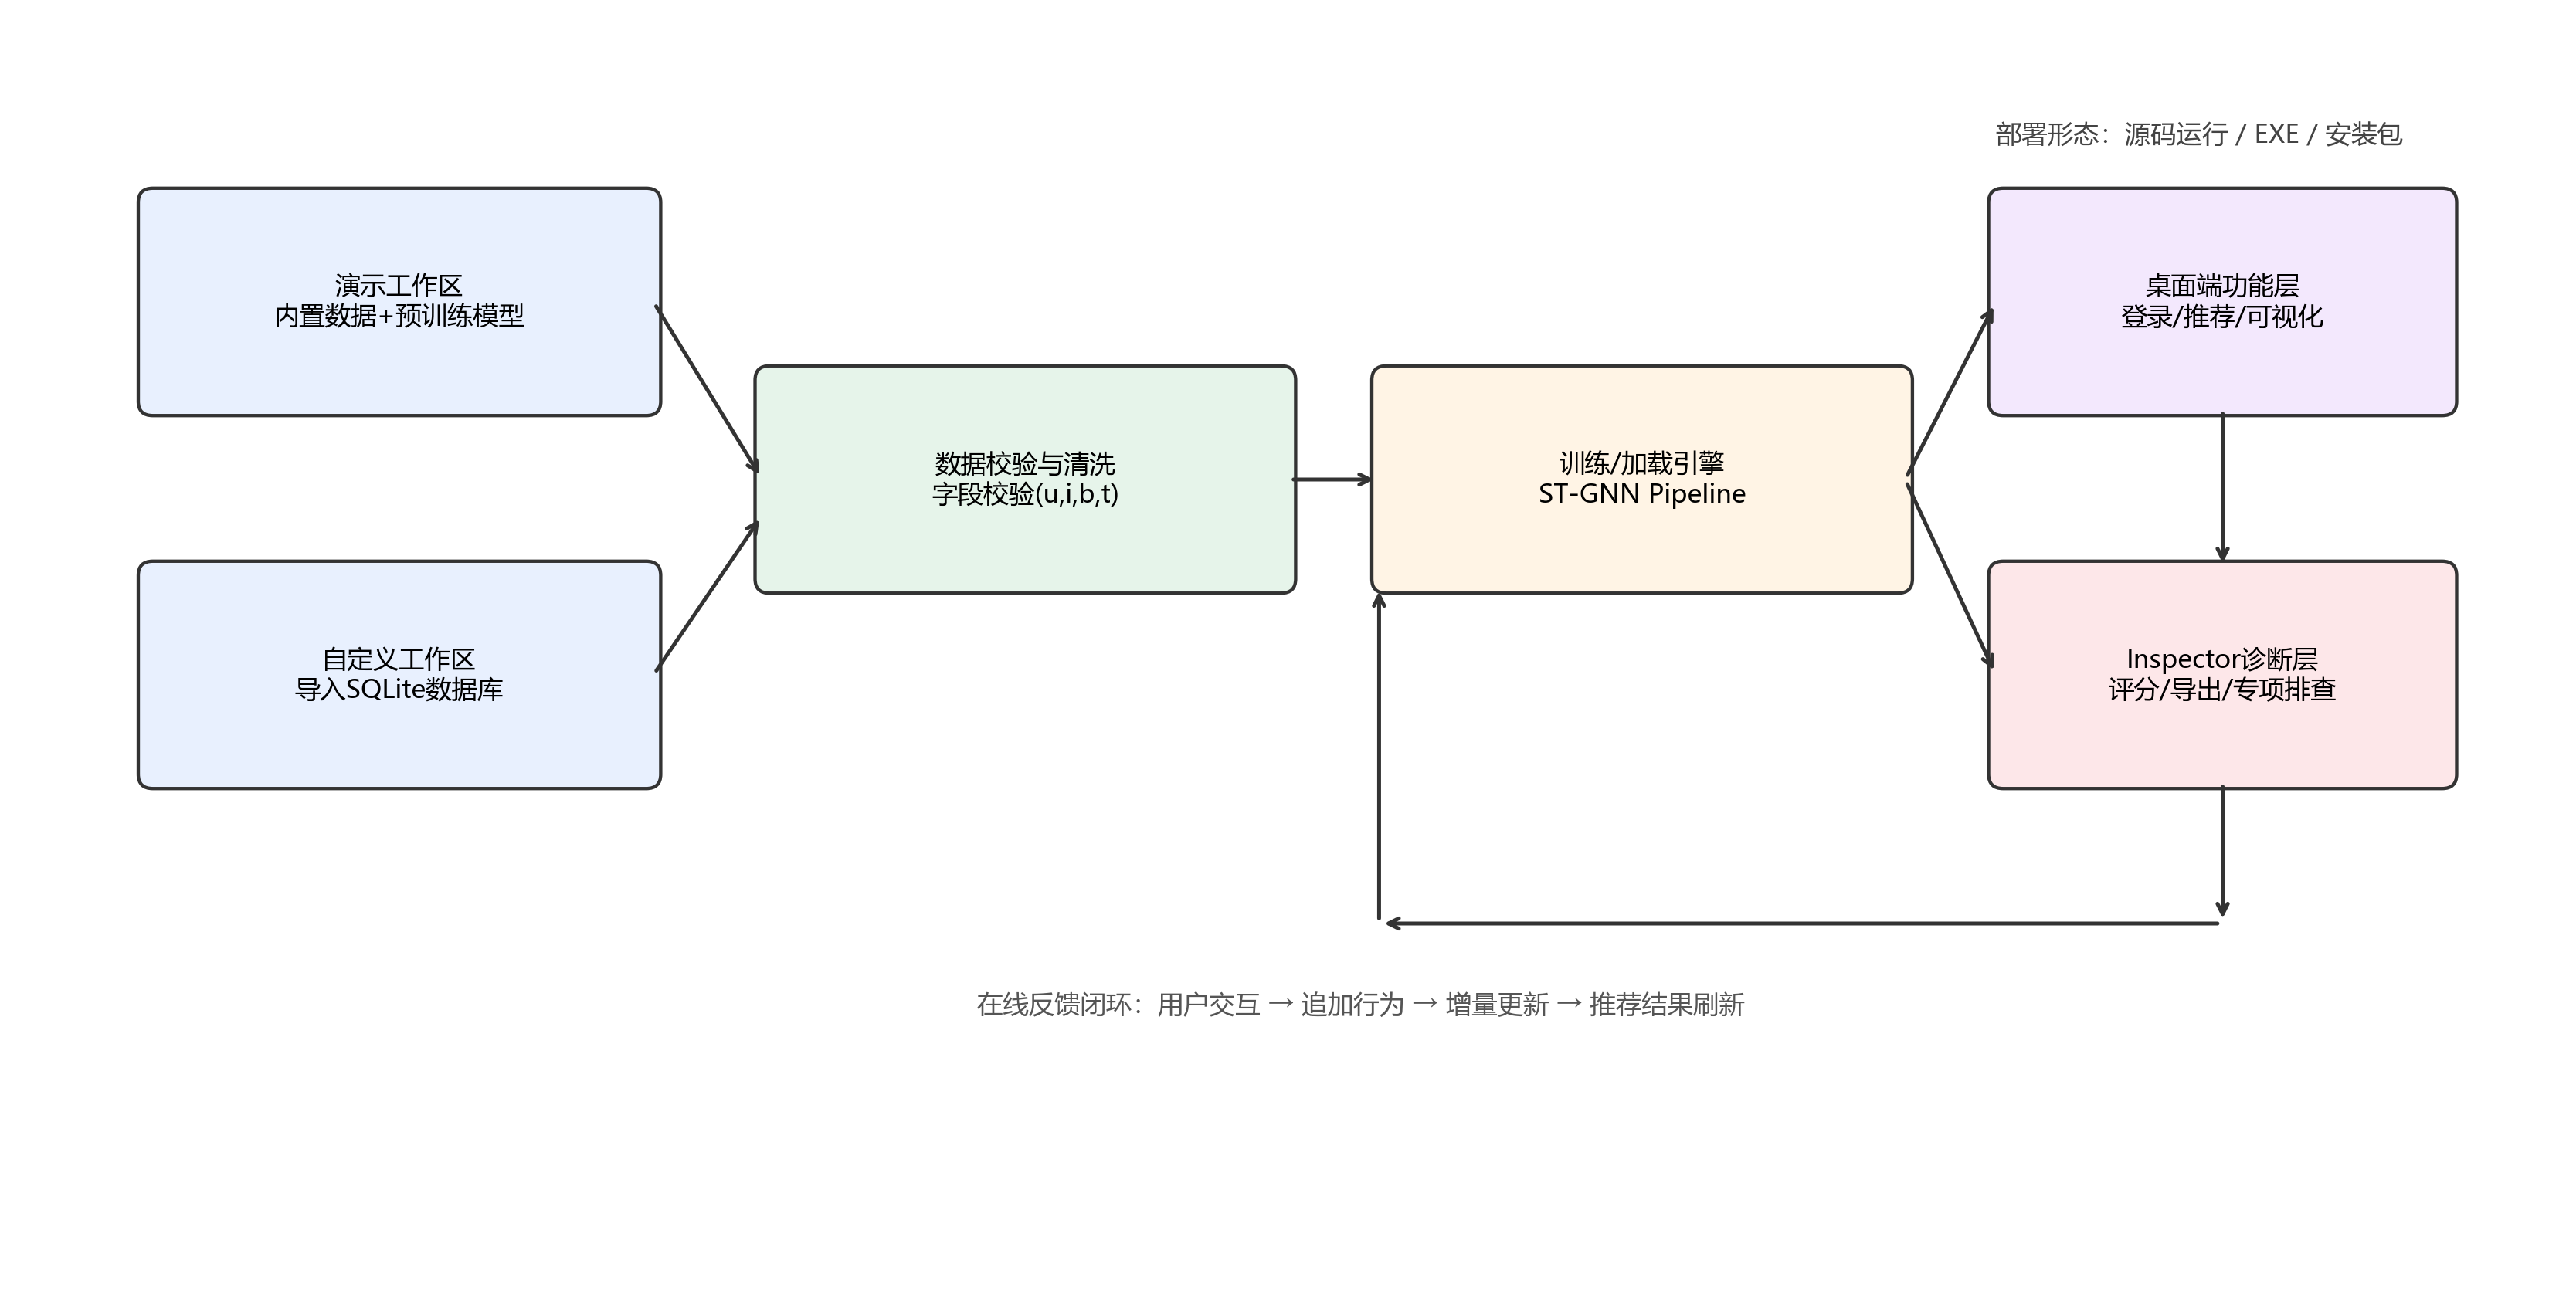 部署形态：源码运行 / EXE / 安装包
演示工作区
内置数据+预训练模型
桌面端功能层
登录/推荐/可视化
数据校验与清洗
字段校验(u,i,b,t)
训练/加载引擎
ST-GNN Pipeline
自定义工作区
导入SQLite数据库
Inspector诊断层
评分/导出/专项排查
在线反馈闭环：用户交互 → 追加行为 → 增量更新 → 推荐结果刷新